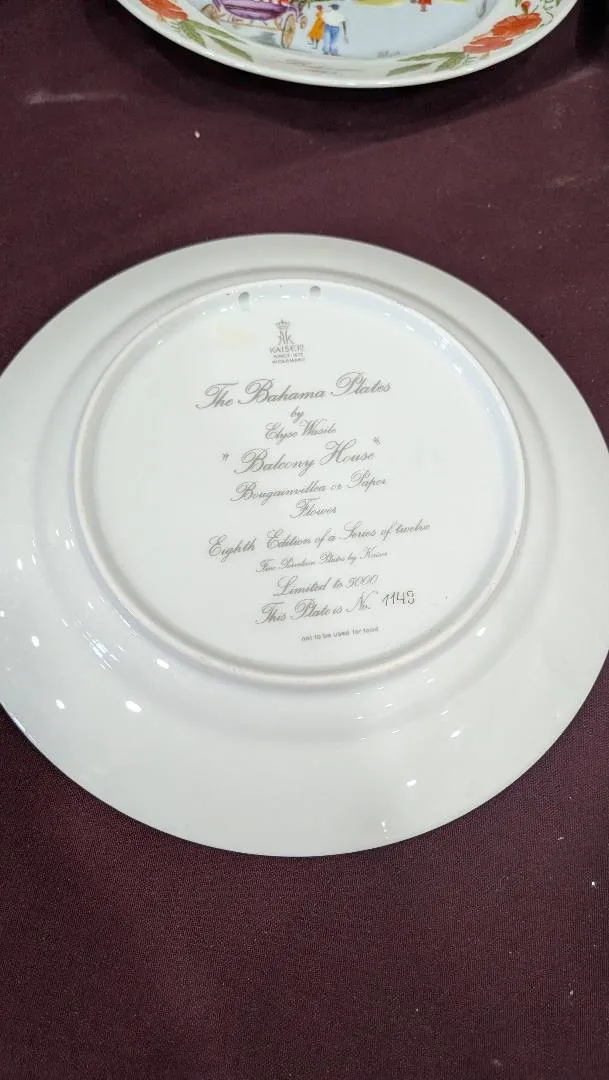 AK
KAISER
SINCE 1872
W. GERMANY
The Bahama Plates
by
Elyse Wasile
"Balcony House"
Bougainvillea or Paper
Flower
Eighth Edition of a Series of twelve
Fine Porcelain Plates by Kaiser
Limited to 5000
This Plate is No. 1149
not to be used for food